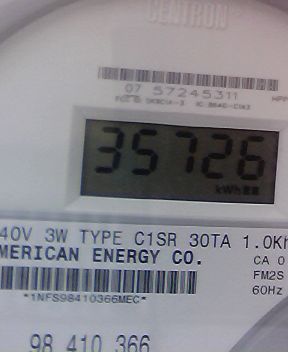 CENTRON
07 57245311
35726
kWh
40V 3W TYPE C1SR 30TA 1.0Kh
MERICAN ENERGY CO.
CA 0
FM2S
60Hz
*1NFS98410366MEC*
98 410 366